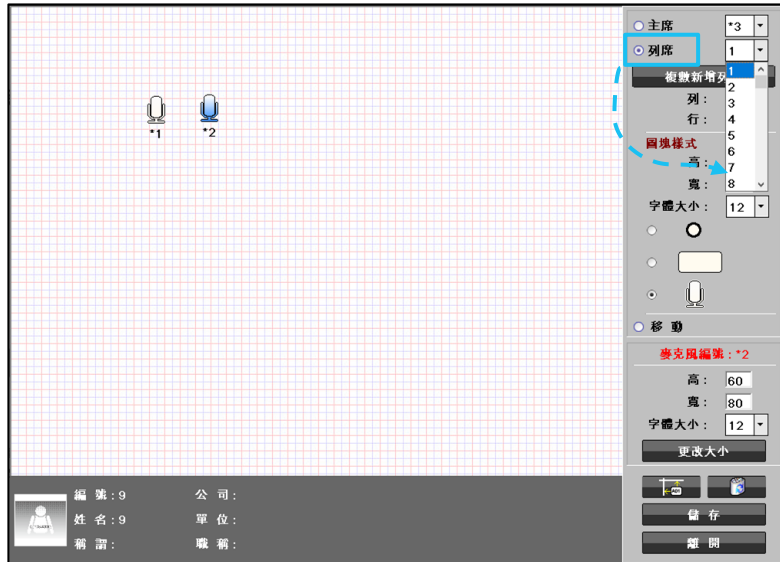 *1
*2
主席
*3
列席
1
複數新增列
1
2
3
4
5
6
7
8
列：
行：
圖塊樣式
高：
寬：
字體大小： 12
移 動
麥克風編號：*2
高： 60
寬： 80
字體大小： 12
更改大小
A01
儲 存
離 開
編 號：9 公 司：
姓 名：9 單 位：
稱 謂： 職 稱：